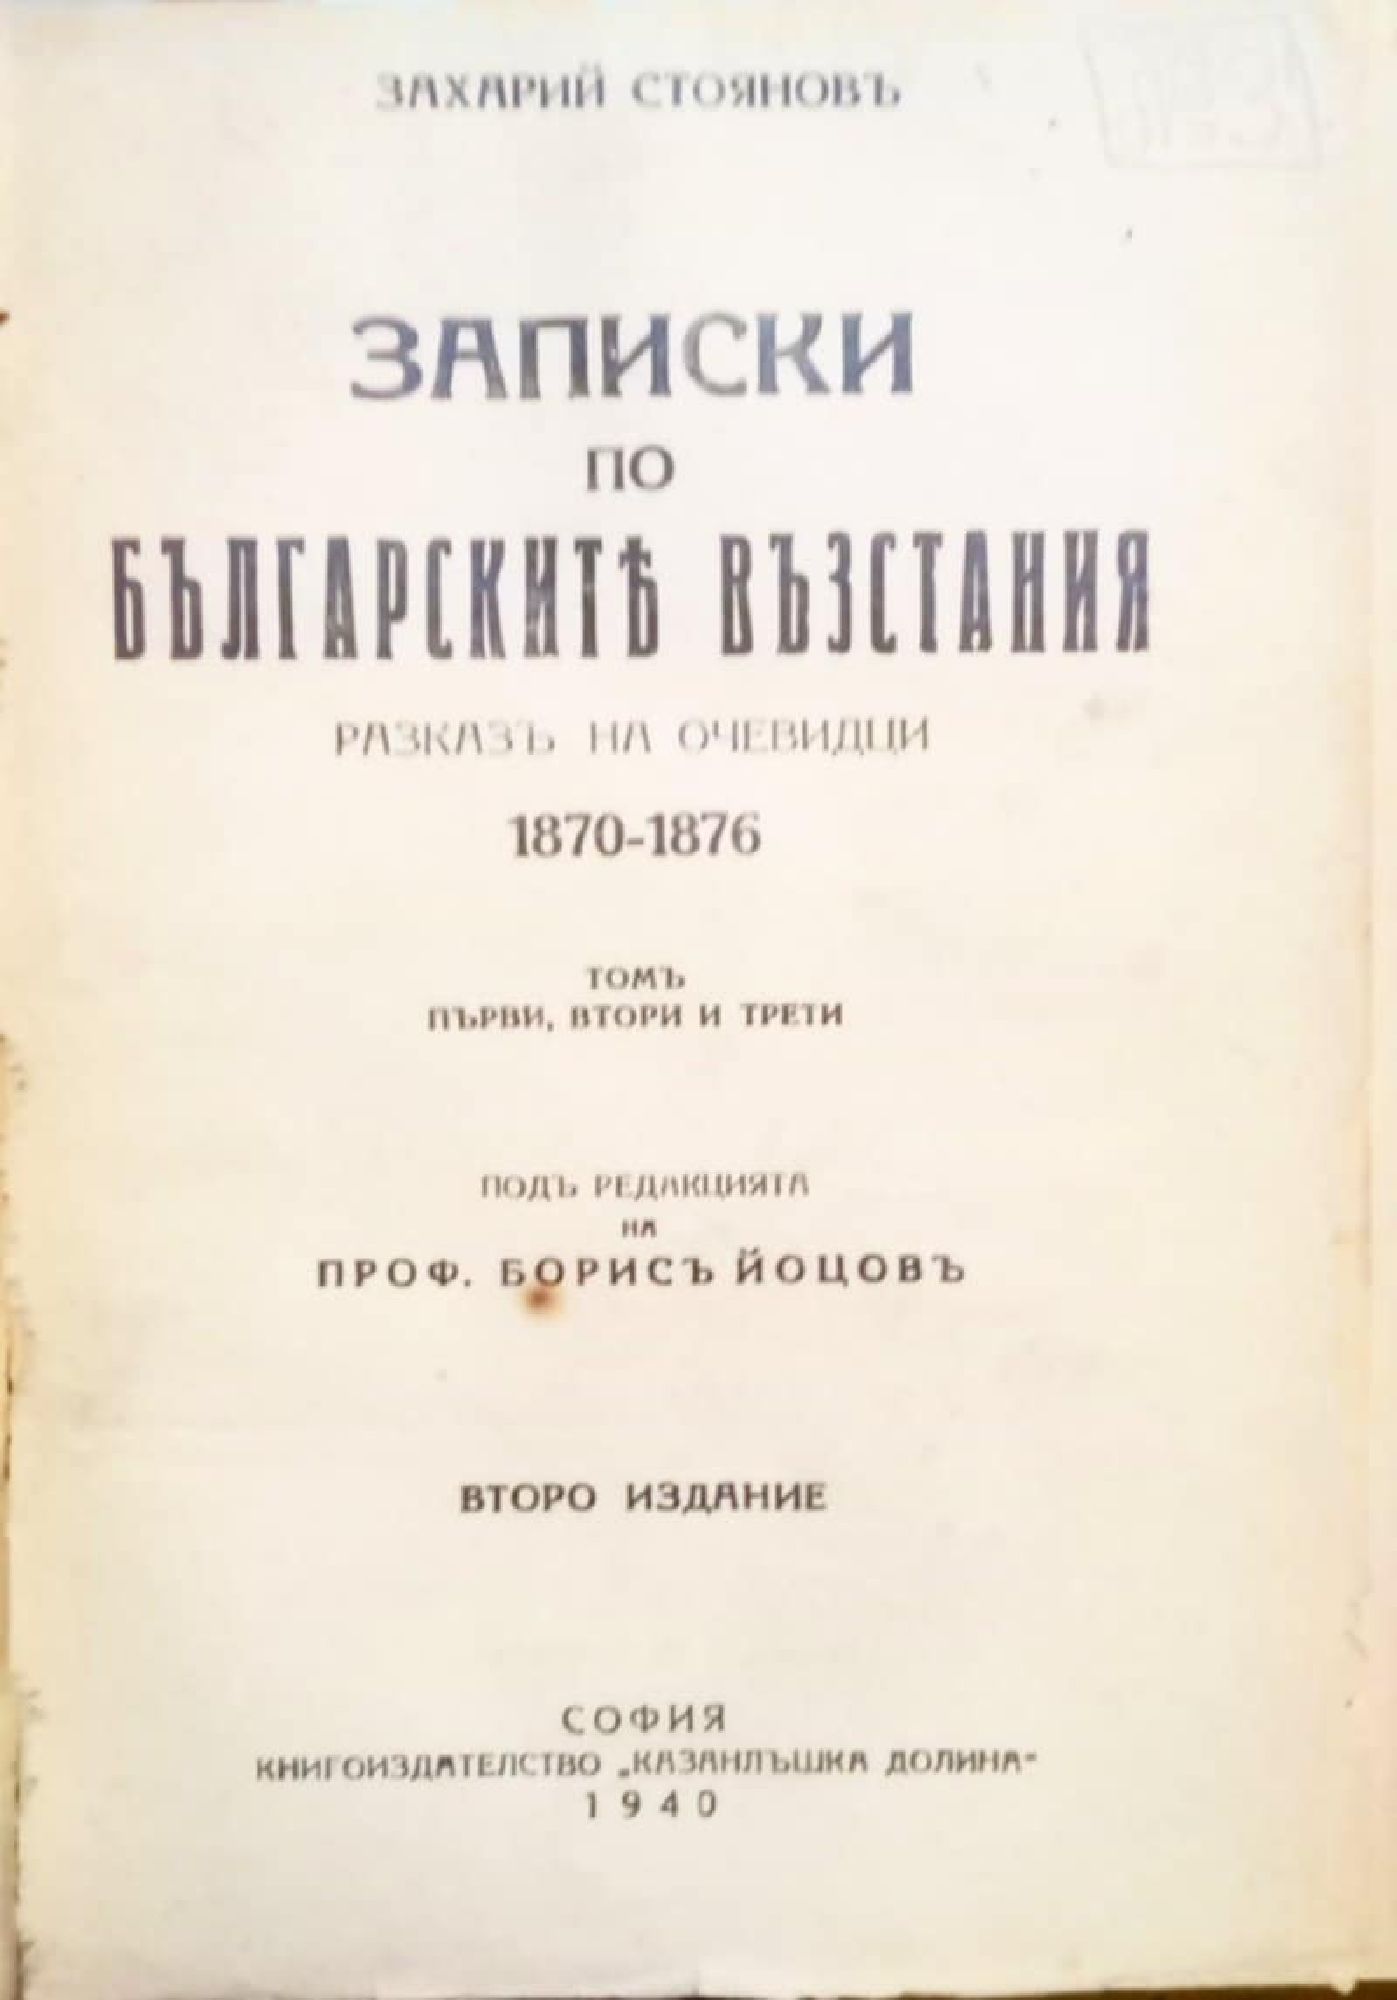 ЗАХАРИЙ СТОЯНОВЪ
ЗАПИСКИ
ПО
БЪЛГАРСКИТѢ ВЪЗСТАНИЯ
РАЗКАЗЪ НА ОЧЕВИДЦИ
1870-1876
ТОМЪ
ПЪРВИ, ВТОРИ И ТРЕТИ
ПОДЪ РЕДАКЦИЯТА
НА
ПРОФ. БОРИСЪ ЙОЦОВЪ
ВТОРО ИЗДАНИЕ
СОФИЯ
КНИГОИЗДАТЕЛСТВО „КАЗАНЛЪШКА ДОЛИНА“
1940